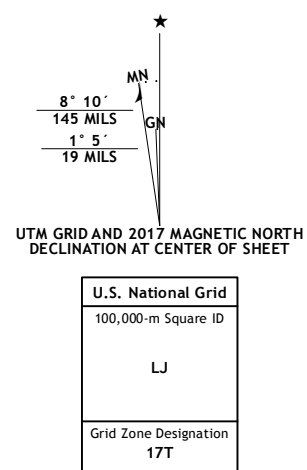 ★
MN
8° 10´
145 MILS
GN
1° 5´
19 MILS
UTM GRID AND 2017 MAGNETIC NORTH
DECLINATION AT CENTER OF SHEET
U.S. National Grid
100,000-m Square ID
LJ
Grid Zone Designation
17T